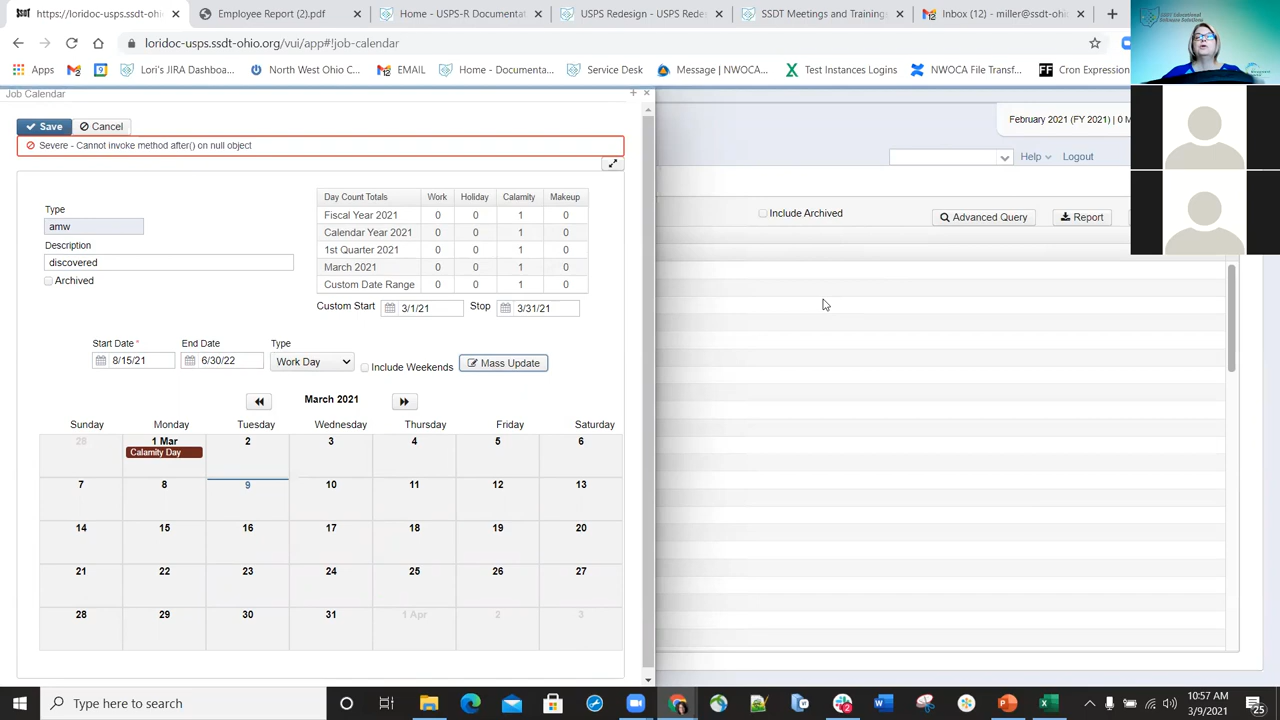 https://loridoc-usps.ssdt-ohio.org × Employee Report (2).pdf × Home - USPS-R Documentat × USPS Redesign - USPS Rede × SSDT Meetings and Trainings × Inbox (12) - miller@ssdt-ohi ×
loridoc-usps.ssdt-ohio.org/vui/app#!job-calendar
Apps Lori's JIRA Dashboa... North West Ohio C... EMAIL Home - Documenta... Service Desk Message | NWOCA... Test Instances Logins NWOCA File Transf... Cron Expression
Job Calendar
Save Cancel
Severe - Cannot invoke method after() on null object
February 2021 (FY 2021) | 0 M
Help Logout
Include Archived Advanced Query Report
Type
amw
Description
discovered
Archived
Day Count Totals Work Holiday Calamity Makeup
Fiscal Year 2021 0 0 1 0
Calendar Year 2021 0 0 1 0
1st Quarter 2021 0 0 1 0
March 2021 0 0 1 0
Custom Date Range 0 0 1 0
Custom Start 3/1/21 Stop 3/31/21
Start Date * End Date Type
8/15/21 6/30/22 Work Day Include Weekends Mass Update
March 2021
Sunday Monday Tuesday Wednesday Thursday Friday Saturday
28 1 Mar 2 3 4 5 6
Calamity Day
7 8 9 10 11 12 13
14 15 16 17 18 19 20
21 22 23 24 25 26 27
28 29 30 31 1 Apr 2 3
Type here to search
10:57 AM
3/9/2021
25